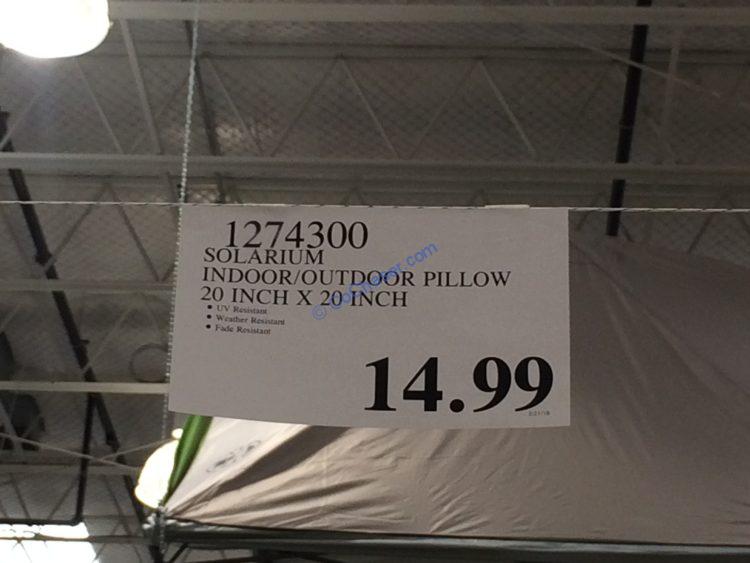 1274300
SOLARIUM
INDOOR/OUTDOOR PILLOW
20 INCH X 20 INCH
• UV Resistant
• Weather Resistant
• Fade Resistant
14.99